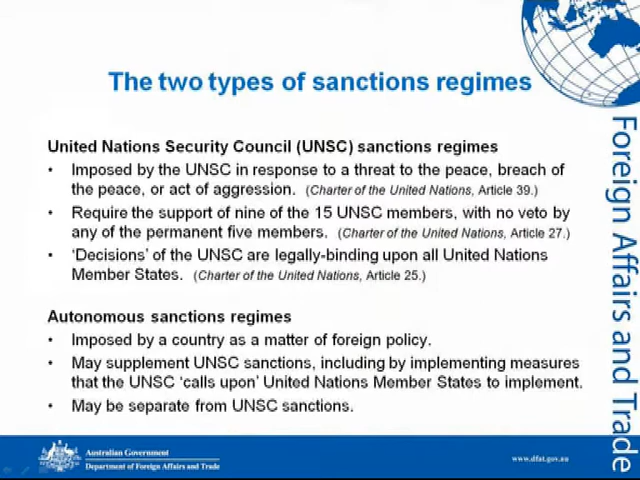 The two types of sanctions regimes
United Nations Security Council (UNSC) sanctions regimes
• Imposed by the UNSC in response to a threat to the peace, breach of
the peace, or act of aggression. (Charter of the United Nations, Article 39.)
• Require the support of nine of the 15 UNSC members, with no veto by
any of the permanent five members. (Charter of the United Nations, Article 27.)
• ‘Decisions’ of the UNSC are legally-binding upon all United Nations
Member States. (Charter of the United Nations, Article 25.)
Autonomous sanctions regimes
• Imposed by a country as a matter of foreign policy.
• May supplement UNSC sanctions, including by implementing measures
that the UNSC ‘calls upon’ United Nations Member States to implement.
• May be separate from UNSC sanctions.
Foreign Affairs and Trade
Australian Government
Department of Foreign Affairs and Trade
www.dfat.gov.au